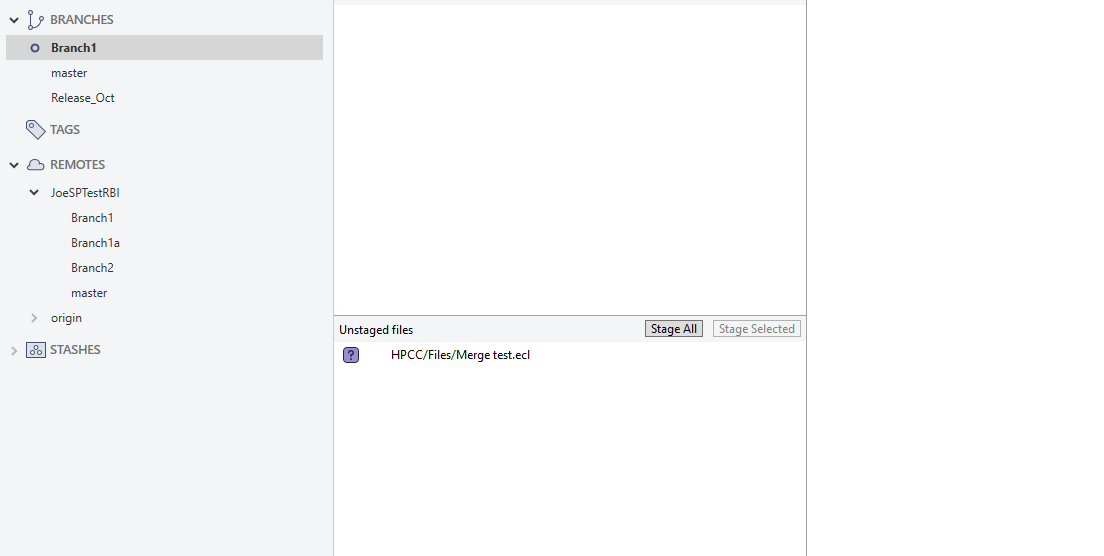 BRANCHES
Branch1
master
Release_Oct
TAGS
REMOTES
JoeSPTestRBI
Branch1
Branch1a
Branch2
master
origin
STASHES
Unstaged files Stage All Stage Selected
? HPCC/Files/Merge test.ecl